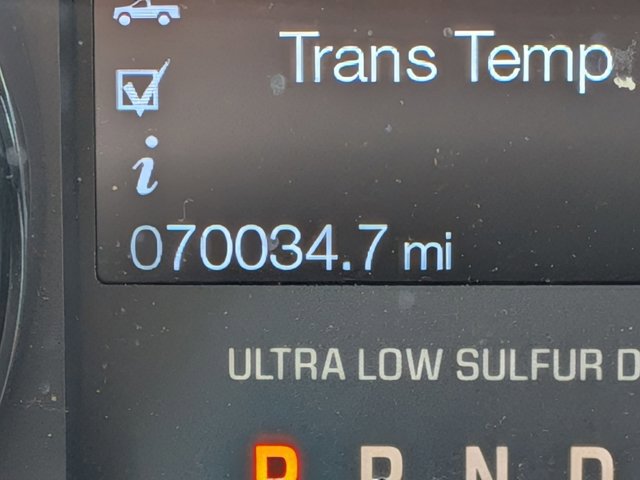 Trans Temp
i
070034.7 mi
ULTRA LOW SULFUR D
P R N D